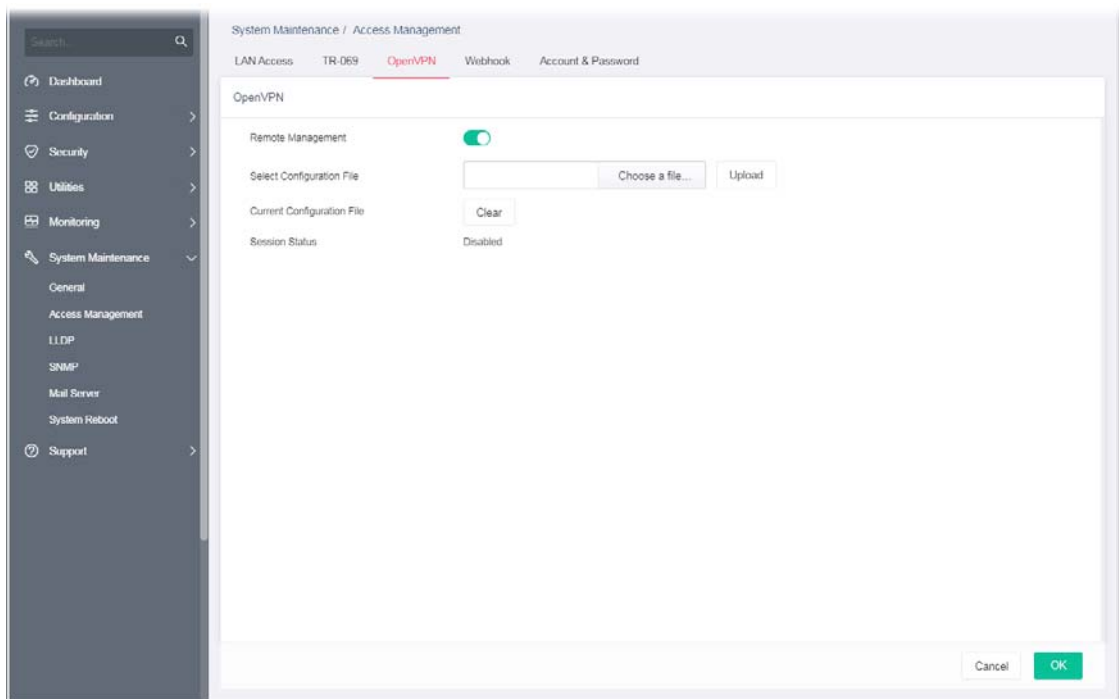 Search...
Dashboard
Configuration
Security
Utilities
Monitoring
System Maintenance
General
Access Management
LLDP
SNMP
Mail Server
System Reboot
Support
System Maintenance / Access Management
LAN Access TR-069 OpenVPN Webhook Account & Password
OpenVPN
Remote Management
Select Configuration File Choose a file... Upload
Current Configuration File Clear
Session Status Disabled
Cancel OK